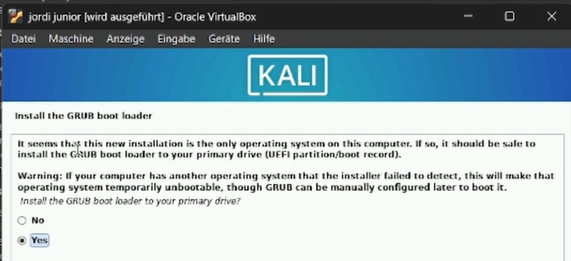 jordi junior [wird ausgeführt] - Oracle VirtualBox
Datei Maschine Anzeige Eingabe Geräte Hilfe
KALI
Install the GRUB boot loader
It seems that this new installation is the only operating system on this computer. If so, it should be safe to
install the GRUB boot loader to your primary drive (UEFI partition/boot record).
Warning: If your computer has another operating system that the installer failed to detect, this will make that
operating system temporarily unbootable, though GRUB can be manually configured later to boot it.
Install the GRUB boot loader to your primary drive?
No
Yes